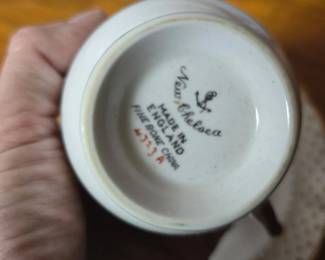 New Chelsea
MADE IN
ENGLAND
FINE BONE CHINA